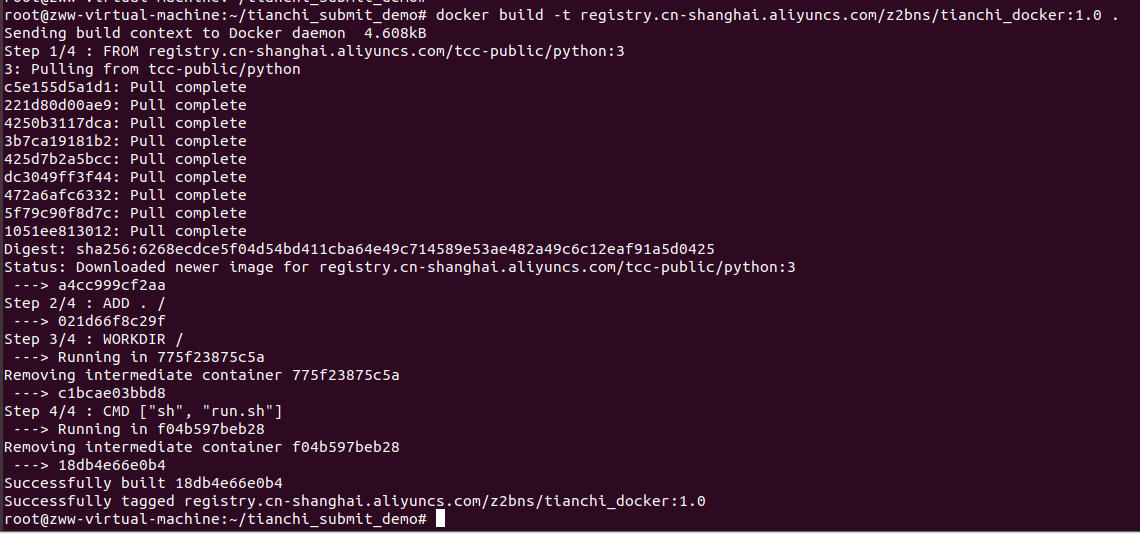 root@zww-virtual-machine:~/tianchi_submit_demo# docker build -t registry.cn-shanghai.aliyuncs.com/z2bns/tianchi_docker:1.0 .
Sending build context to Docker daemon  4.608kB
Step 1/4 : FROM registry.cn-shanghai.aliyuncs.com/tcc-public/python:3
3: Pulling from tcc-public/python
c5e155d5a1d1: Pull complete
221d80d00ae9: Pull complete
4250b3117dca: Pull complete
3b7ca19181b2: Pull complete
425d7b2a5bcc: Pull complete
dc3049ff3f44: Pull complete
472a6afc6332: Pull complete
5f79c90f8d7c: Pull complete
1051ee813012: Pull complete
Digest: sha256:6268ecdce5f04d54bd411cba64e49c714589e53ae482a49c6c12eaf91a5d0425
Status: Downloaded newer image for registry.cn-shanghai.aliyuncs.com/tcc-public/python:3
 ---> a4cc999cf2aa
Step 2/4 : ADD . /
 ---> 021d66f8c29f
Step 3/4 : WORKDIR /
 ---> Running in 775f23875c5a
Removing intermediate container 775f23875c5a
 ---> c1bcae03bbd8
Step 4/4 : CMD ["sh", "run.sh"]
 ---> Running in f04b597beb28
Removing intermediate container f04b597beb28
 ---> 18db4e66e0b4
Successfully built 18db4e66e0b4
Successfully tagged registry.cn-shanghai.aliyuncs.com/z2bns/tianchi_docker:1.0
root@zww-virtual-machine:~/tianchi_submit_demo#